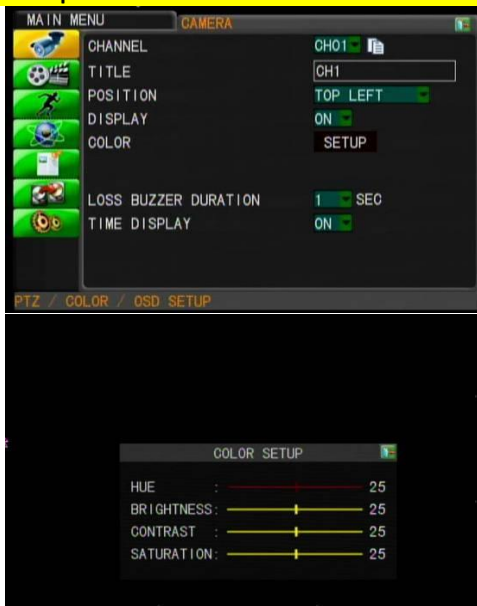 MAIN MENU CAMERA
CHANNEL CH01
TITLE CH1
POSITION TOP LEFT
DISPLAY ON
COLOR SETUP
LOSS BUZZER DURATION 1 SEC
TIME DISPLAY ON
PTZ / COLOR / OSD SETUP
COLOR SETUP
HUE : 25
BRIGHTNESS: 25
CONTRAST : 25
SATURATION: 25